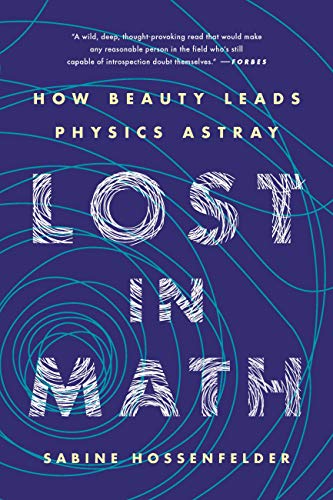 "A wild, deep, thought-provoking read that would make
any reasonable person in the field who's still
capable of introspection doubt themselves." —FORBES
HOW BEAUTY LEADS
PHYSICS ASTRAY
LOST
IN
MATH
SABINE HOSSENFELDER